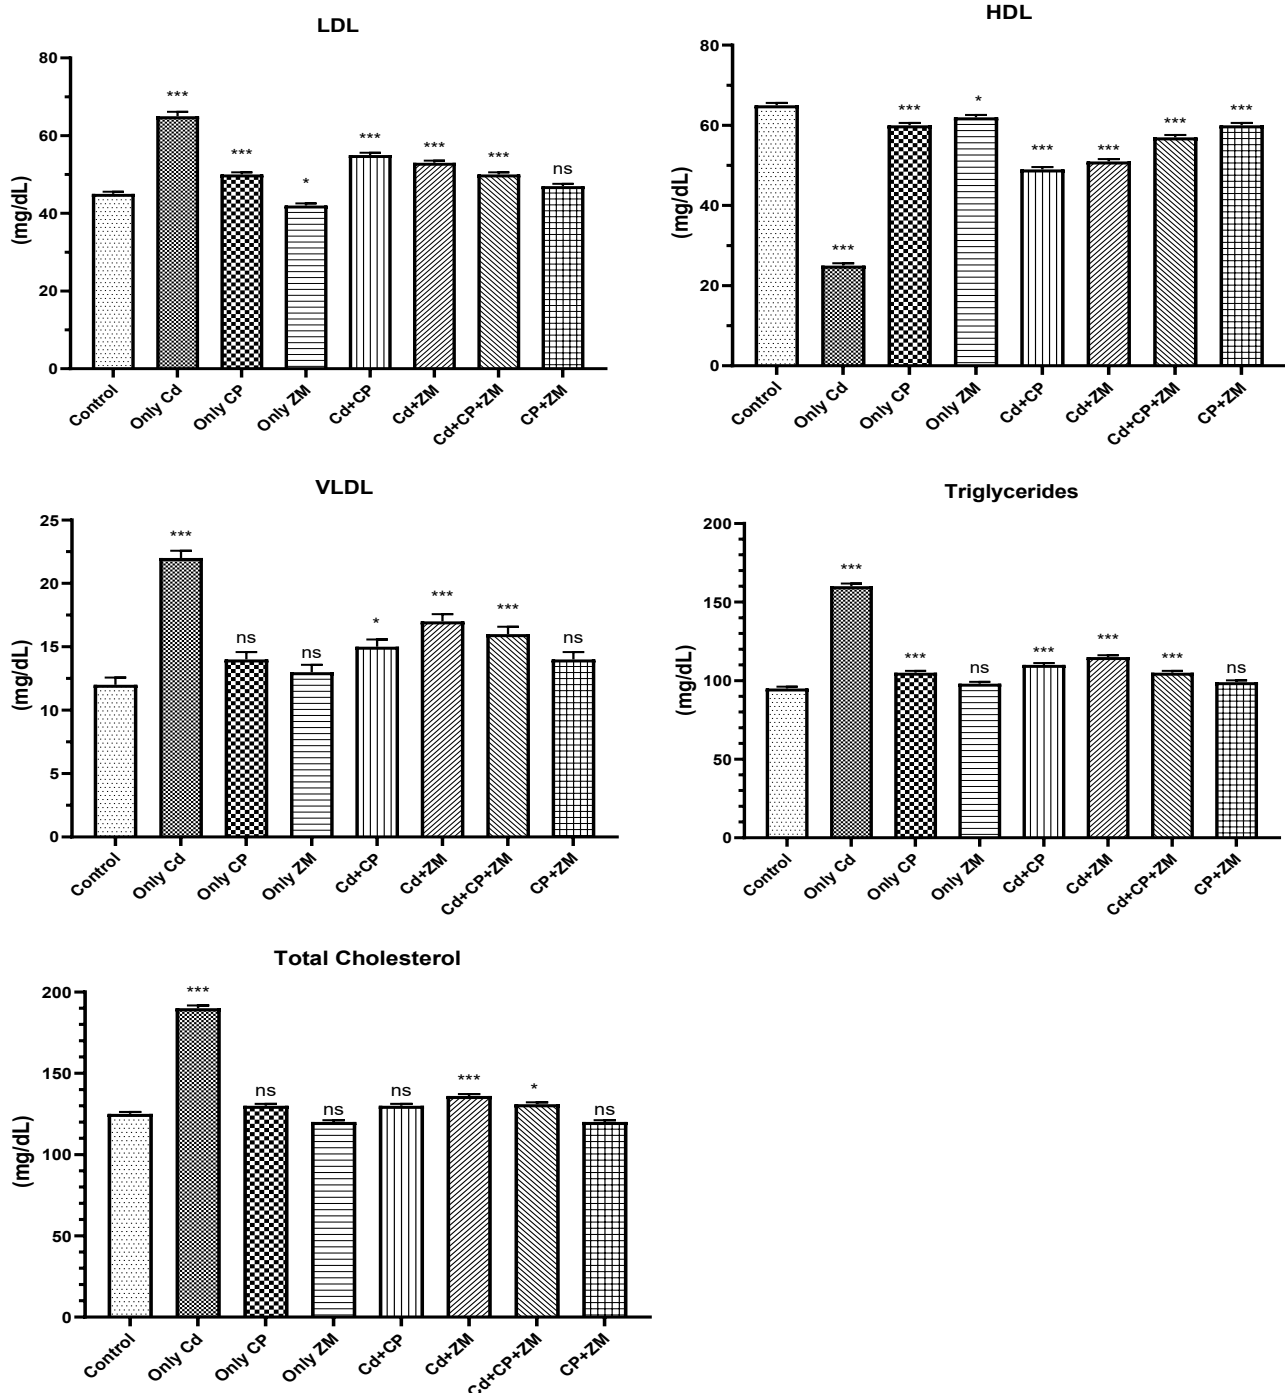 LDL
80
60
40
20
0
(mg/dL)
***
***
*
***
***
***
ns
Control
Only Cd
Only CP
Only ZM
Cd+CP
Cd+ZM
Cd+CP+ZM
CP+ZM
HDL
80
60
40
20
0
(mg/dL)
***
***
*
***
***
***
***
Control
Only Cd
Only CP
Only ZM
Cd+CP
Cd+ZM
Cd+CP+ZM
CP+ZM
VLDL
25
20
15
10
5
0
(mg/dL)
***
ns
ns
*
***
***
ns
Control
Only Cd
Only CP
Only ZM
Cd+CP
Cd+ZM
Cd+CP+ZM
CP+ZM
Triglycerides
200
150
100
50
0
(mg/dL)
***
***
ns
***
***
***
ns
Control
Only Cd
Only CP
Only ZM
Cd+CP
Cd+ZM
Cd+CP+ZM
CP+ZM
Total Cholesterol
200
150
100
50
0
(mg/dL)
***
ns
ns
ns
***
*
ns
Control
Only Cd
Only CP
Only ZM
Cd+CP
Cd+ZM
Cd+CP+ZM
CP+ZM